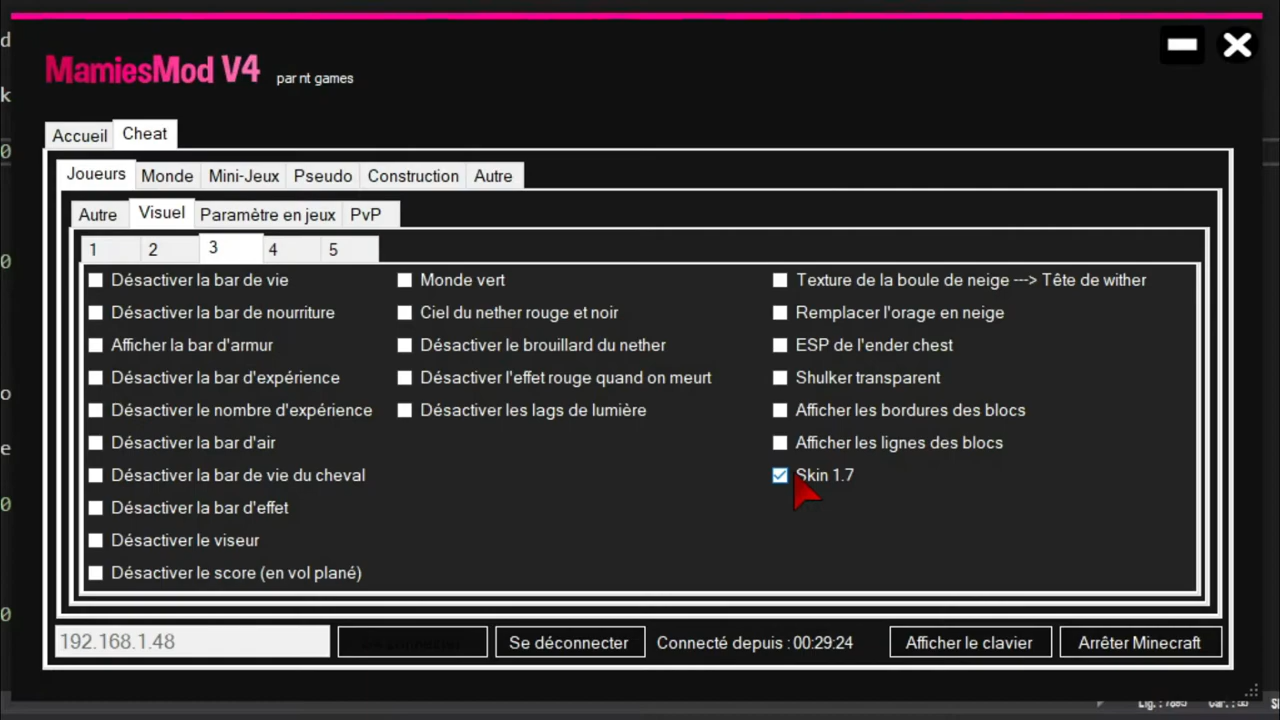 MamiesMod V4 par nt games
Accueil Cheat
Joueurs Monde Mini-Jeux Pseudo Construction Autre
Autre Visuel Paramètre en jeux PvP
1 2 3 4 5
Désactiver la bar de vie
Désactiver la bar de nourriture
Afficher la bar d'armur
Désactiver la bar d'expérience
Désactiver le nombre d'expérience
Désactiver la bar d'air
Désactiver la bar de vie du cheval
Désactiver la bar d'effet
Désactiver le viseur
Désactiver le score (en vol plané)
Monde vert
Ciel du nether rouge et noir
Désactiver le brouillard du nether
Désactiver l'effet rouge quand on meurt
Désactiver les lags de lumière
Texture de la boule de neige ---> Tête de wither
Remplacer l'orage en neige
ESP de l'ender chest
Shulker transparent
Afficher les bordures des blocs
Afficher les lignes des blocs
Skin 1.7
192.168.1.48 Se déconnecter Connecté depuis : 00:29:24 Afficher le clavier Arrêter Minecraft